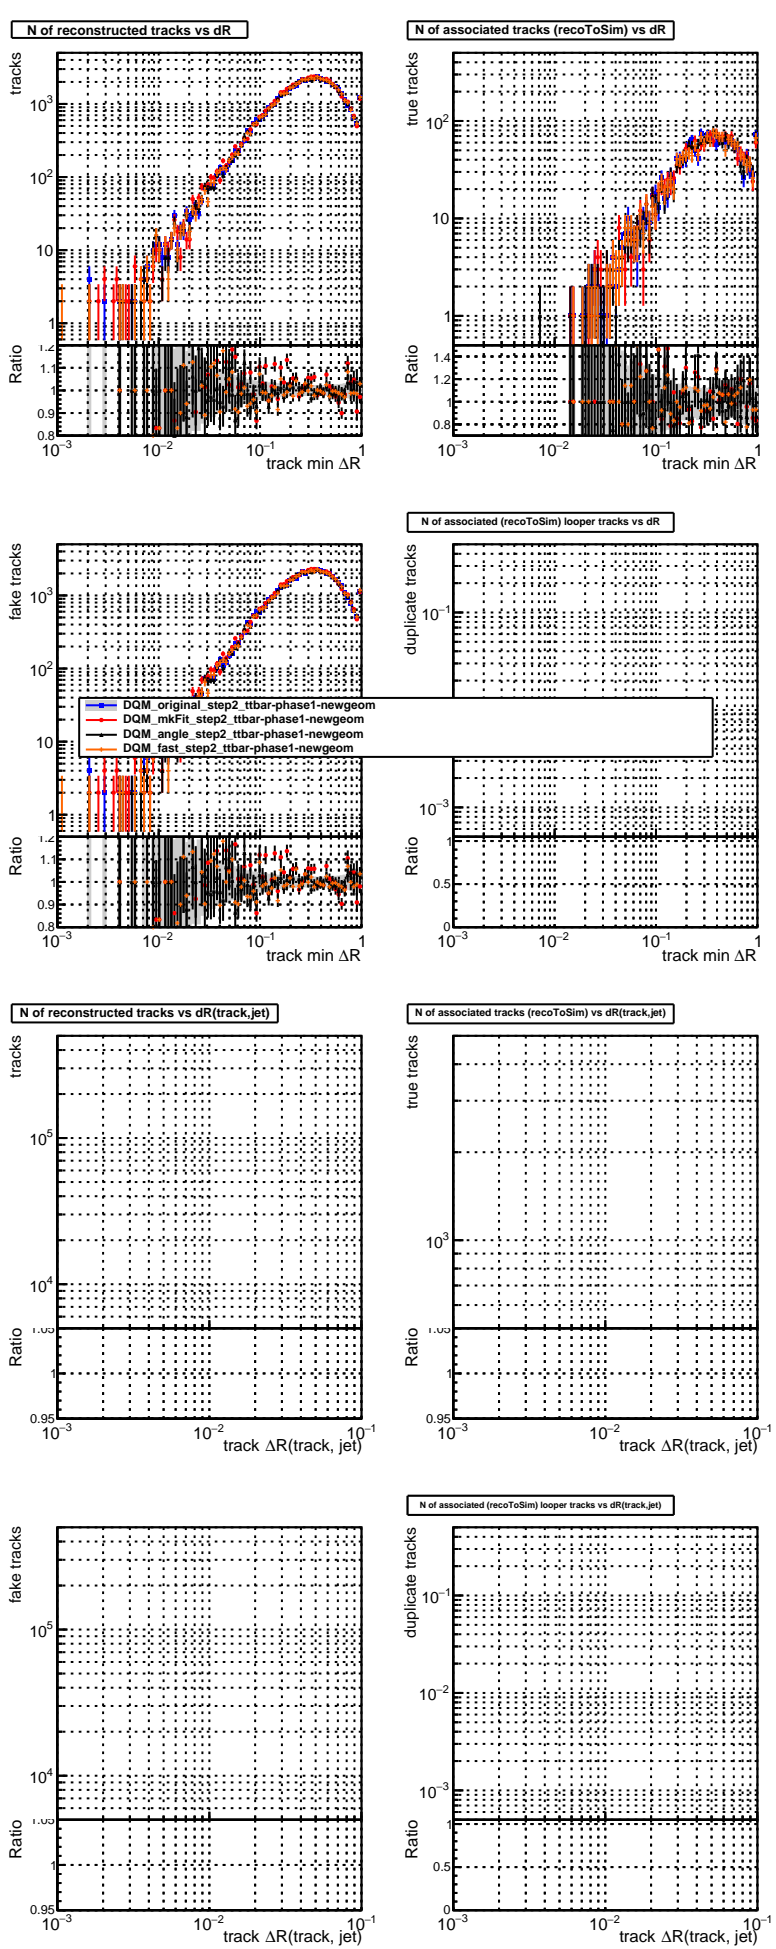 N of reconstructed tracks vs dR
tracks
10³
10²
10
1
Ratio
1.2
1.1
1
0.9
0.8
10⁻³
10⁻²
10⁻¹
1
track min ΔR
N of associated tracks (recoToSim) vs dR
true tracks
10²
10
1
Ratio
1.4
1.2
1
0.8
10⁻³
10⁻²
10⁻¹
1
track min ΔR
fake tracks
10³
10²
10
1
Ratio
1.2
1.1
1
0.9
0.8
10⁻³
10⁻²
10⁻¹
1
track min ΔR
N of associated (recoToSim) looper tracks vs dR
duplicate tracks
10⁻¹
10⁻³
Ratio
1
0.5
0
10⁻³
10⁻²
10⁻¹
1
track min ΔR
DQM_original_step2_ttbar-phase1-newgeom
DQM_mkFit_step2_ttbar-phase1-newgeom
DQM_angle_step2_ttbar-phase1-newgeom
DQM_fast_step2_ttbar-phase1-newgeom
N of reconstructed tracks vs dR(track,jet)
tracks
10⁵
10⁴
Ratio
1.05
1
0.95
10⁻³
10⁻²
10⁻¹
track ΔR(track, jet)
N of associated tracks (recoToSim) vs dR(track,jet)
true tracks
10³
Ratio
1.05
1
0.95
10⁻³
10⁻²
10⁻¹
track ΔR(track, jet)
fake tracks
10⁵
10⁴
Ratio
1.05
1
0.95
10⁻³
10⁻²
10⁻¹
track ΔR(track, jet)
N of associated (recoToSim) looper tracks vs dR(track,jet)
duplicate tracks
10⁻¹
10⁻²
10⁻³
Ratio
1
0.5
0
10⁻³
10⁻²
10⁻¹
track ΔR(track, jet)